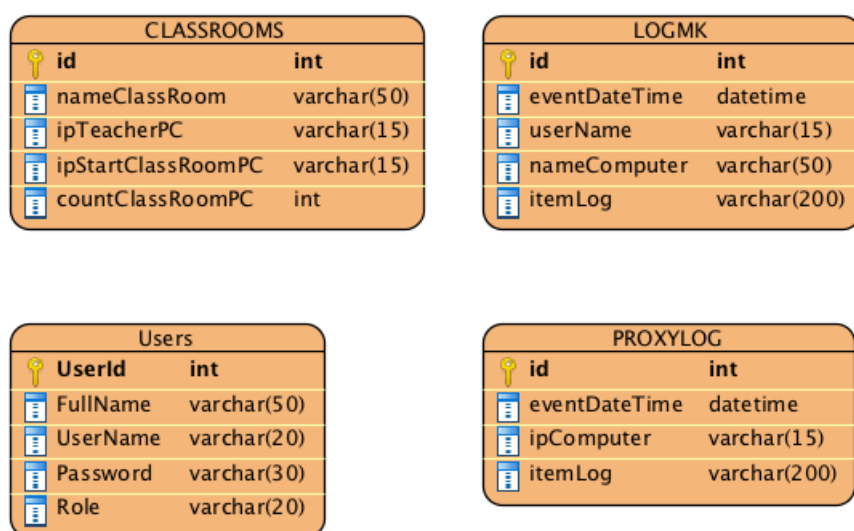 CLASSROOMS
id int
nameClassRoom varchar(50)
ipTeacherPC varchar(15)
ipStartClassRoomPC varchar(15)
countClassRoomPC int
LOGMK
id int
eventDateTime datetime
userName varchar(15)
nameComputer varchar(50)
itemLog varchar(200)
Users
UserId int
FullName varchar(50)
UserName varchar(20)
Password varchar(30)
Role varchar(20)
PROXYLOG
id int
eventDateTime datetime
ipComputer varchar(15)
itemLog varchar(200)